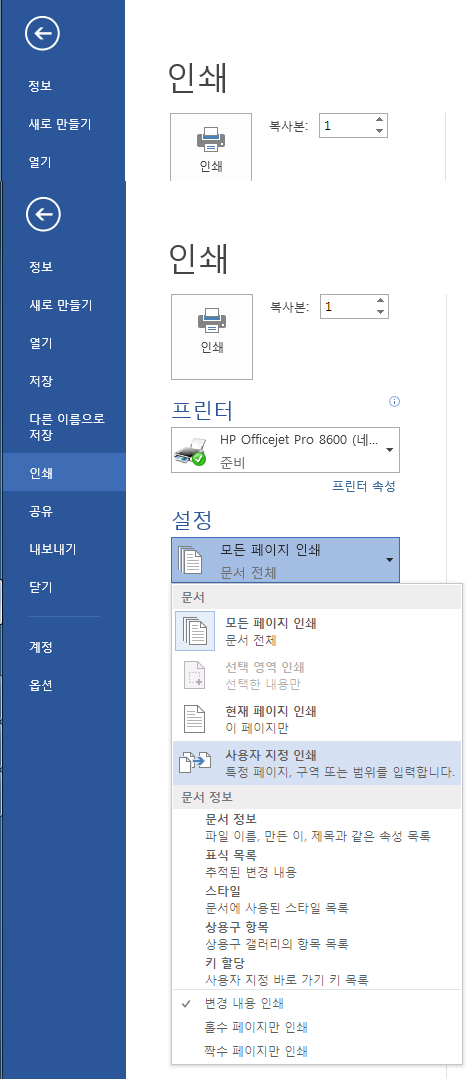 인쇄
정보
새로 만들기
복사본: 1
열기
인쇄
인쇄
정보
새로 만들기
복사본: 1
열기
인쇄
저장
다른 이름으로
저장
프린터
HP Officejet Pro 8600 (네...
준비
인쇄
프린터 속성
공유
설정
내보내기
모든 페이지 인쇄
문서 전체
닫기
문서
모든 페이지 인쇄
문서 전체
계정
선택 영역 인쇄
선택한 내용만
옵션
현재 페이지 인쇄
이 페이지만
사용자 지정 인쇄
특정 페이지, 구역 또는 범위를 입력합니다.
문서 정보
문서 정보
파일 이름, 만든 이, 제목과 같은 속성 목록
표식 목록
추적된 변경 내용
스타일
문서에 사용된 스타일 목록
상용구 항목
상용구 갤러리의 항목 목록
키 할당
사용자 지정 바로 가기 키 목록
변경 내용 인쇄
홀수 페이지만 인쇄
짝수 페이지만 인쇄